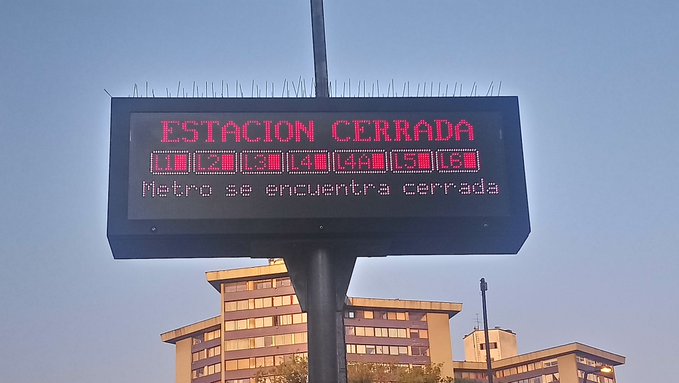 ESTACION CERRADA
L1 L2 L3 L4 L4A L5 L6
Metro se encuentra cerrada